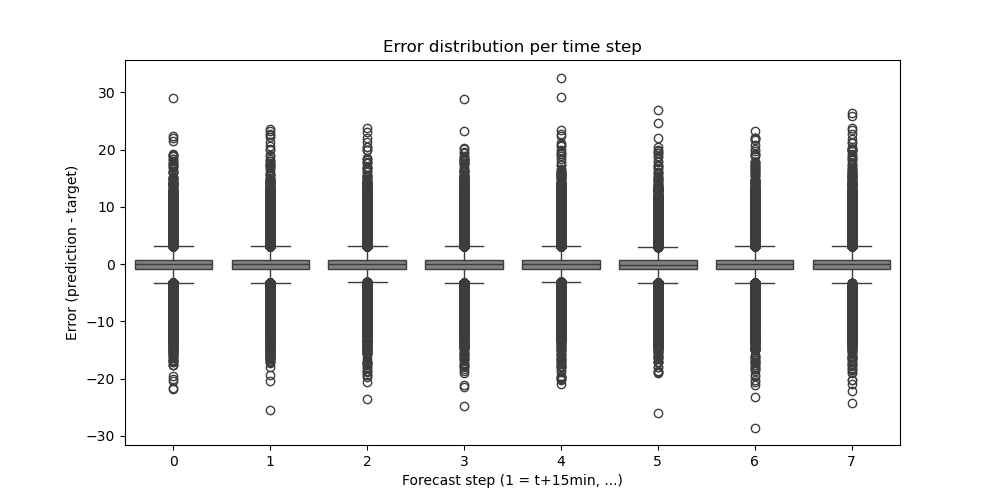 Error distribution per time step
Error (prediction - target)
30
20
10
0
−10
−20
−30
0 1 2 3 4 5 6 7
Forecast step (1 = t+15min, ...)